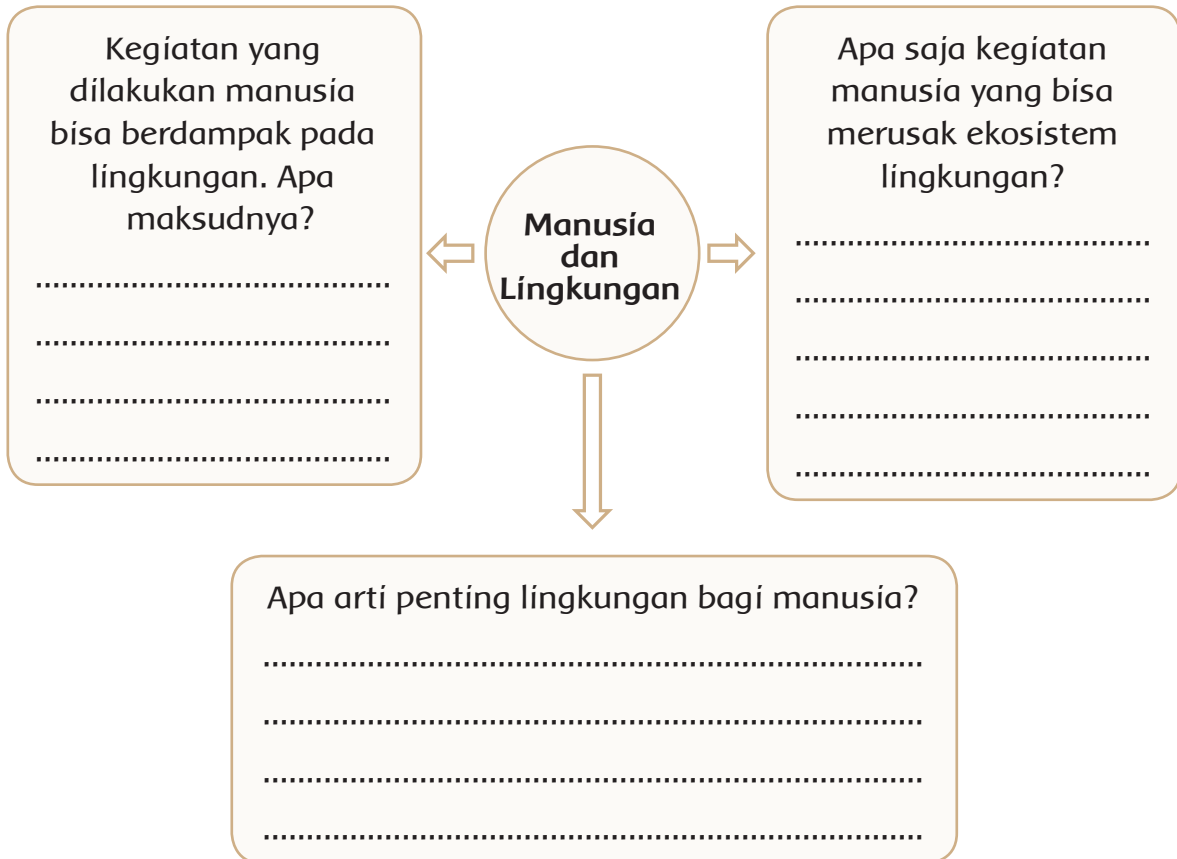 Kegiatan yang
dilakukan manusia
bisa berdampak pada
lingkungan. Apa
maksudnya?
.......................................
.......................................
.......................................
.......................................
Manusia
dan
Lingkungan
Apa saja kegiatan
manusia yang bisa
merusak ekosistem
lingkungan?
.......................................
.......................................
.......................................
.......................................
.......................................
Apa arti penting lingkungan bagi manusia?
.........................................................................
.........................................................................
.........................................................................
.........................................................................